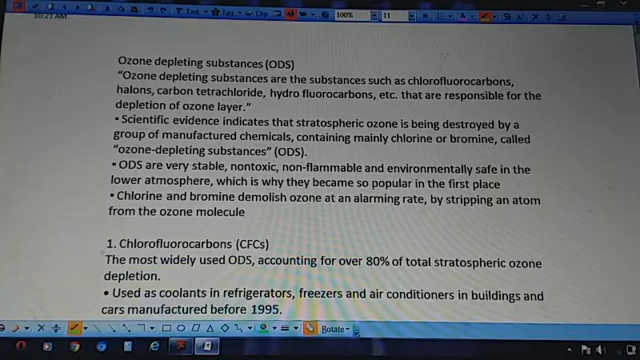 10:21 AM
Text
Tag
Clip
100%
11
Ozone depleting substances (ODS)
“Ozone depleting substances are the substances such as chlorofluorocarbons,
halons, carbon tetrachloride, hydro fluorocarbons, etc. that are responsible for the
depletion of ozone layer.”
• Scientific evidence indicates that stratospheric ozone is being destroyed by a
group of manufactured chemicals, containing mainly chlorine or bromine, called
“ozone-depleting substances” (ODS).
• ODS are very stable, nontoxic, non-flammable and environmentally safe in the
lower atmosphere, which is why they became so popular in the first place
• Chlorine and bromine demolish ozone at an alarming rate, by stripping an atom
from the ozone molecule
1. Chlorofluorocarbons (CFCs)
The most widely used ODS, accounting for over 80% of total stratospheric ozone
depletion.
• Used as coolants in refrigerators, freezers and air conditioners in buildings and
cars manufactured before 1995.
Rotate